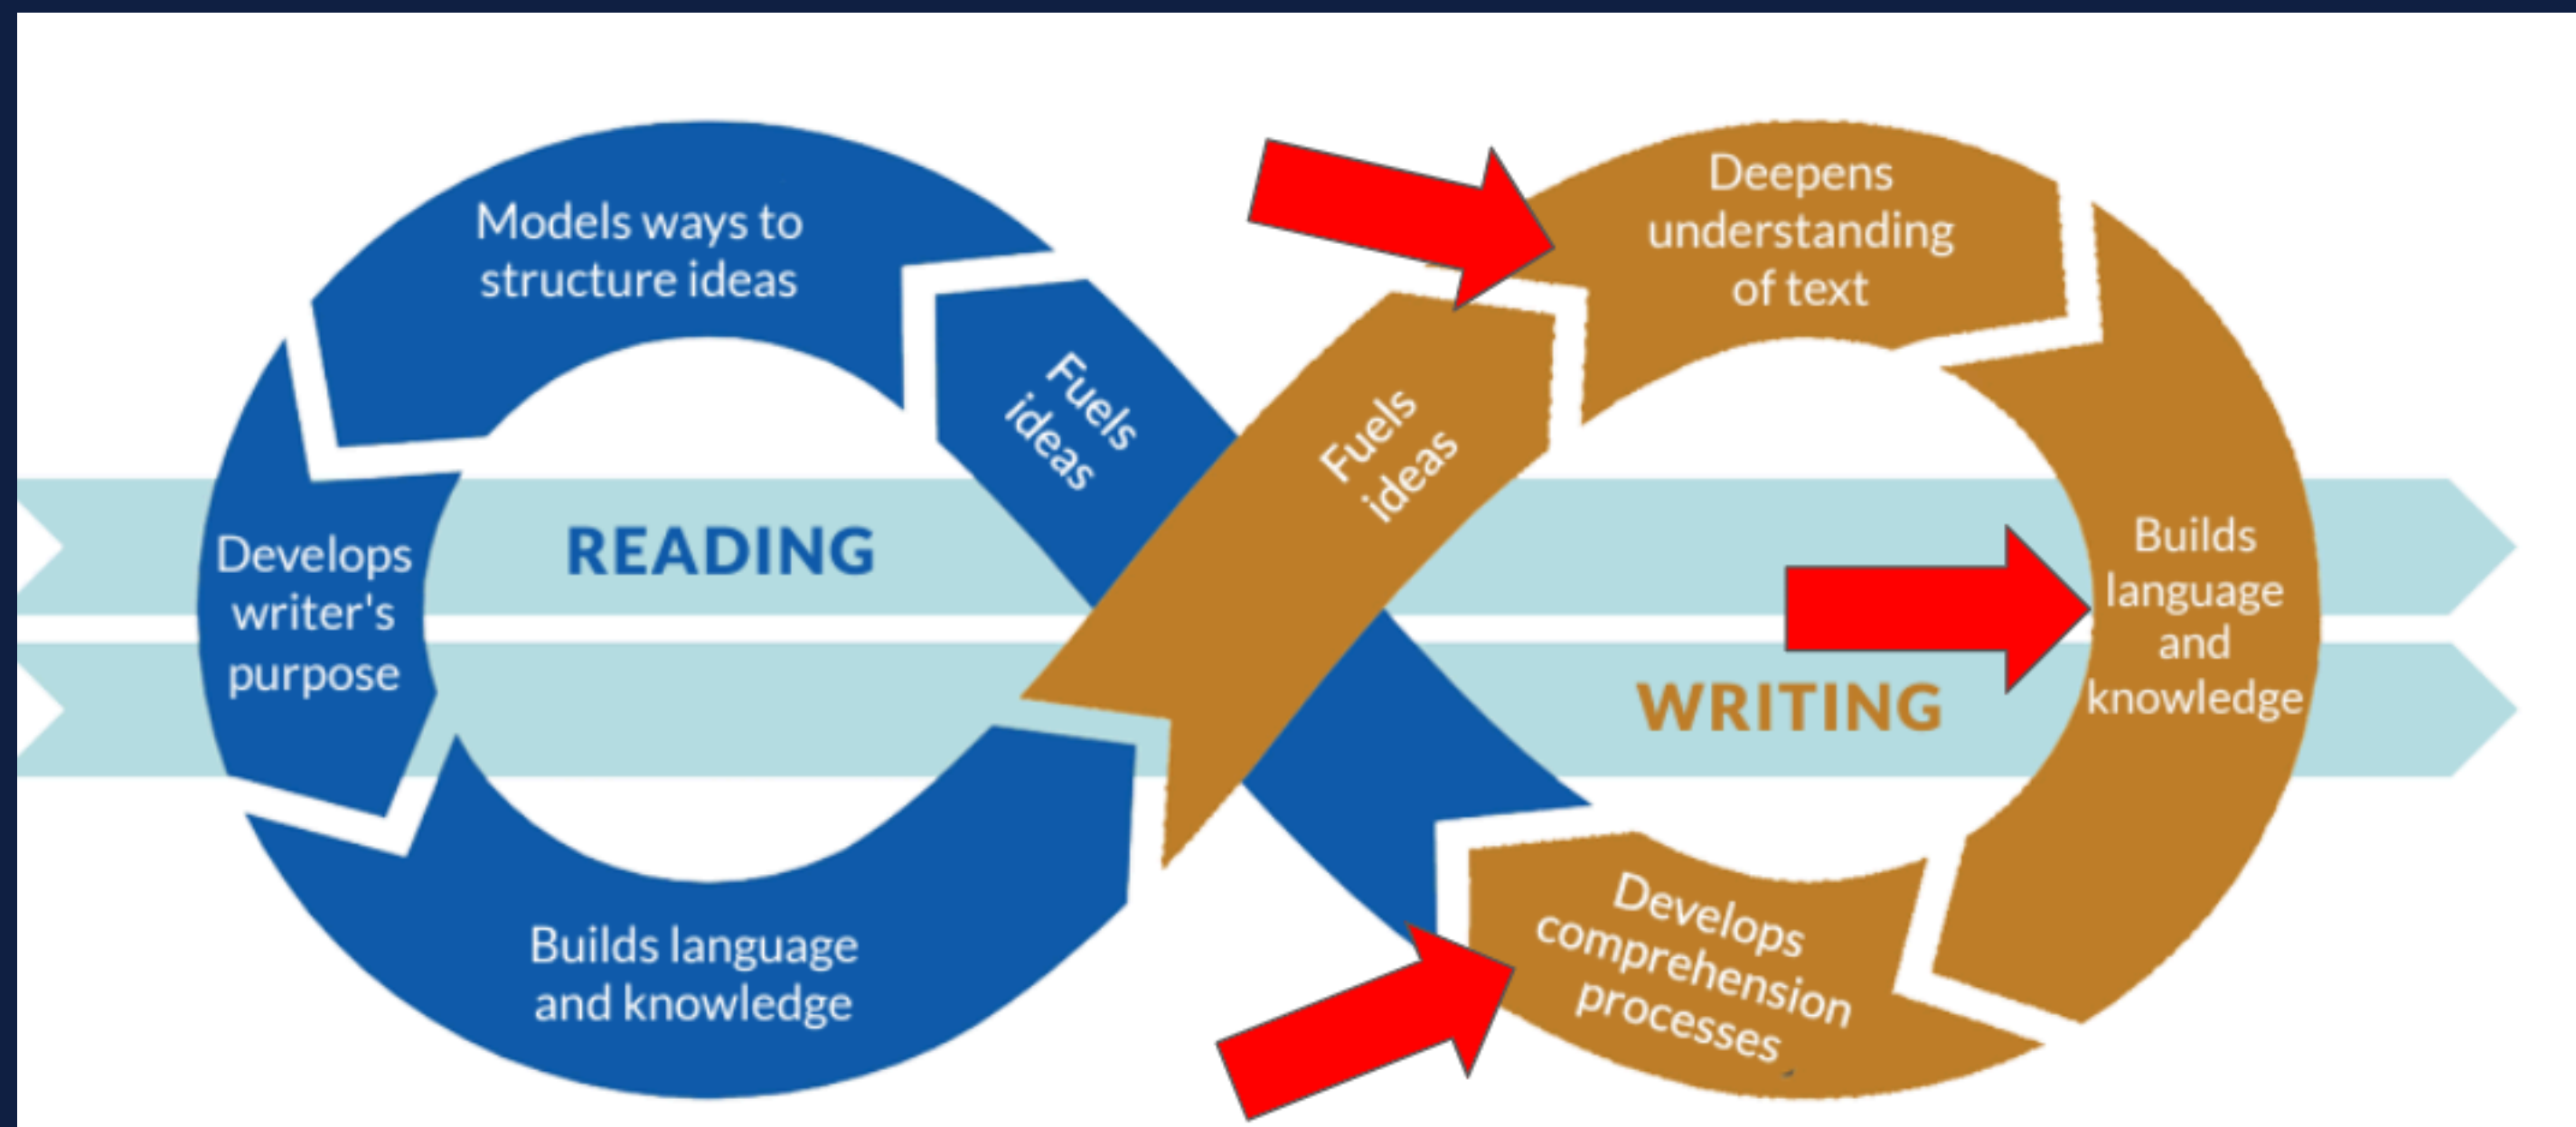 Models ways to
structure ideas
Fuels
ideas
READING
Develops
writer's
purpose
Builds language
and knowledge
Fuels
ideas
Deepens
understanding
of text
Builds
language
and
knowledge
WRITING
Develops
comprehension
processes